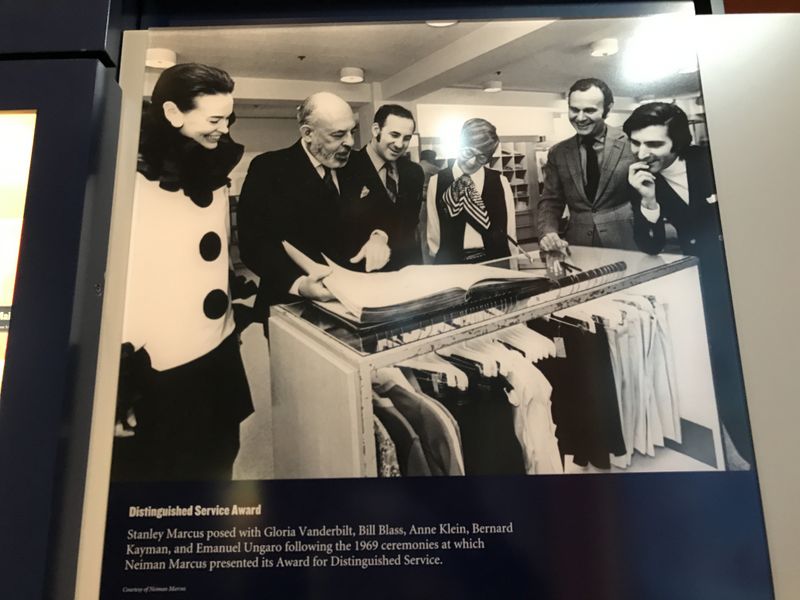 Distinguished Service Award
Stanley Marcus posed with Gloria Vanderbilt, Bill Blass, Anne Klein, Bernard
Kayman, and Emanuel Ungaro following the 1969 ceremonies at which
Neiman Marcus presented its Award for Distinguished Service.
Courtesy of Neiman Marcus